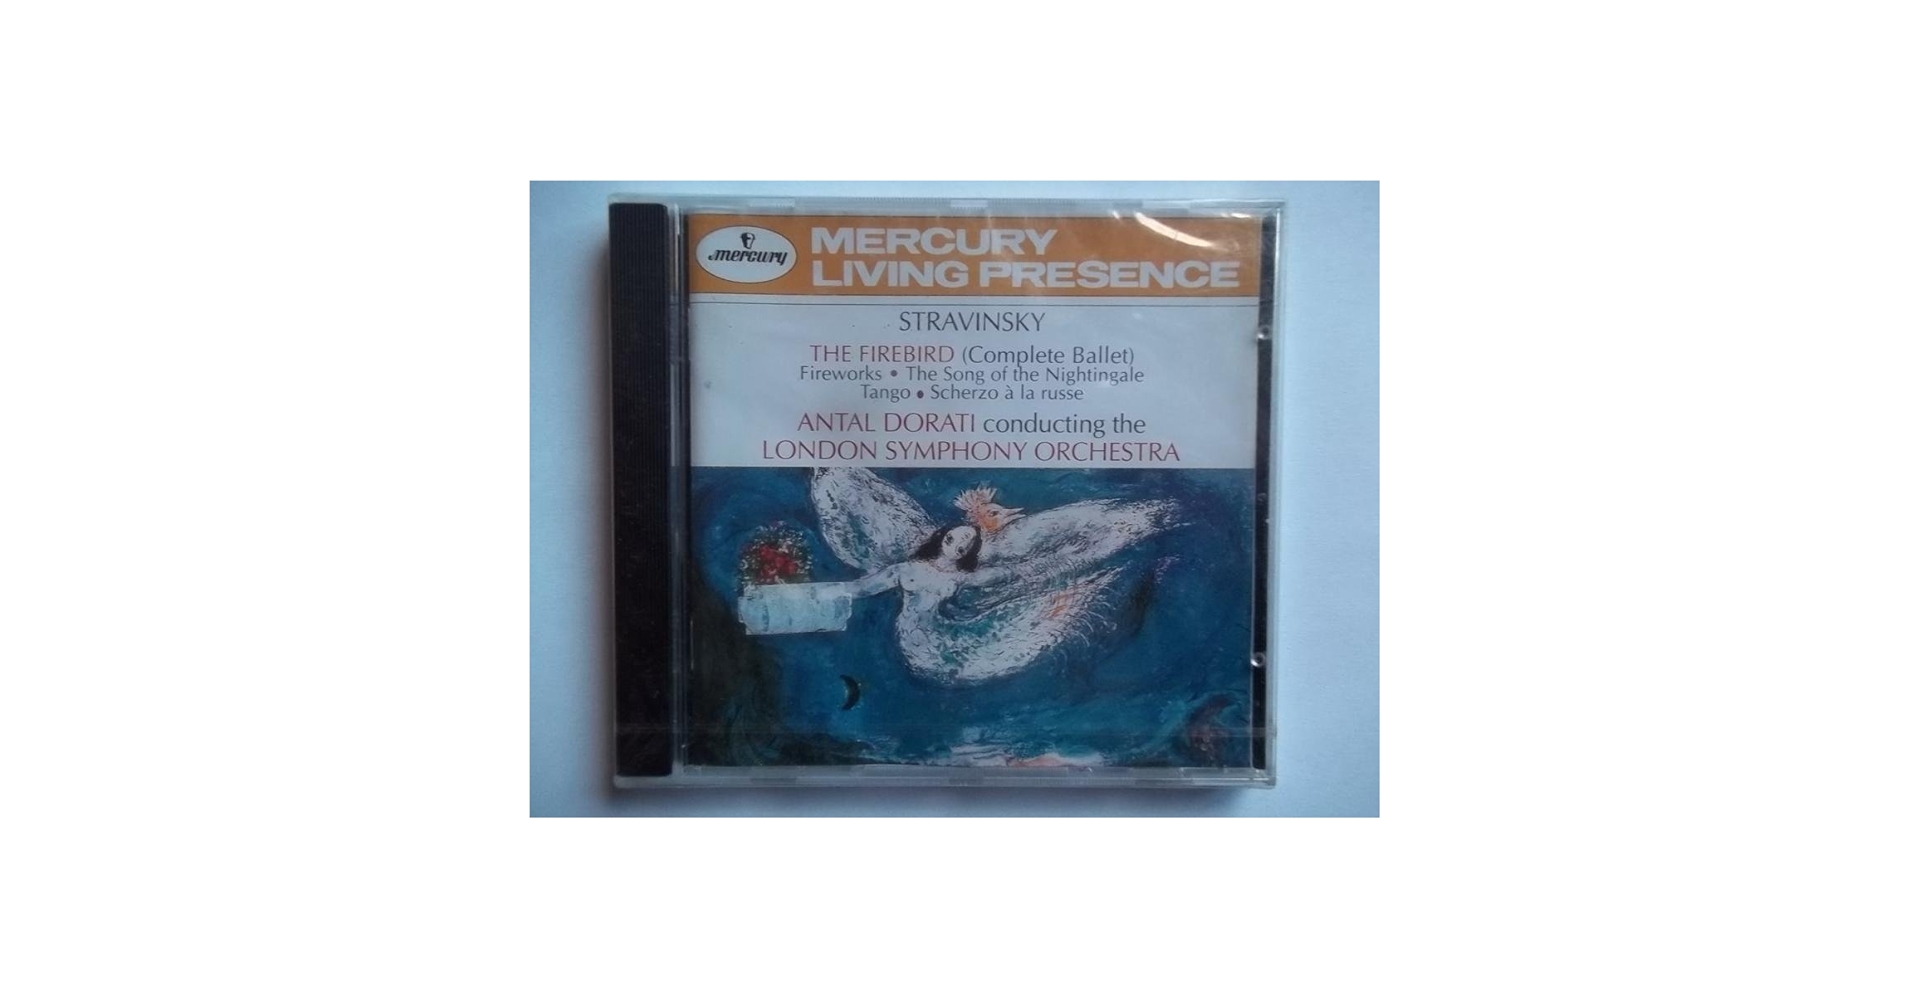 mercury
MERCURY
LIVING PRESENCE
STRAVINSKY
THE FIREBIRD (Complete Ballet)
Fireworks • The Song of the Nightingale
Tango • Scherzo à la russe
ANTAL DORATI conducting the
LONDON SYMPHONY ORCHESTRA